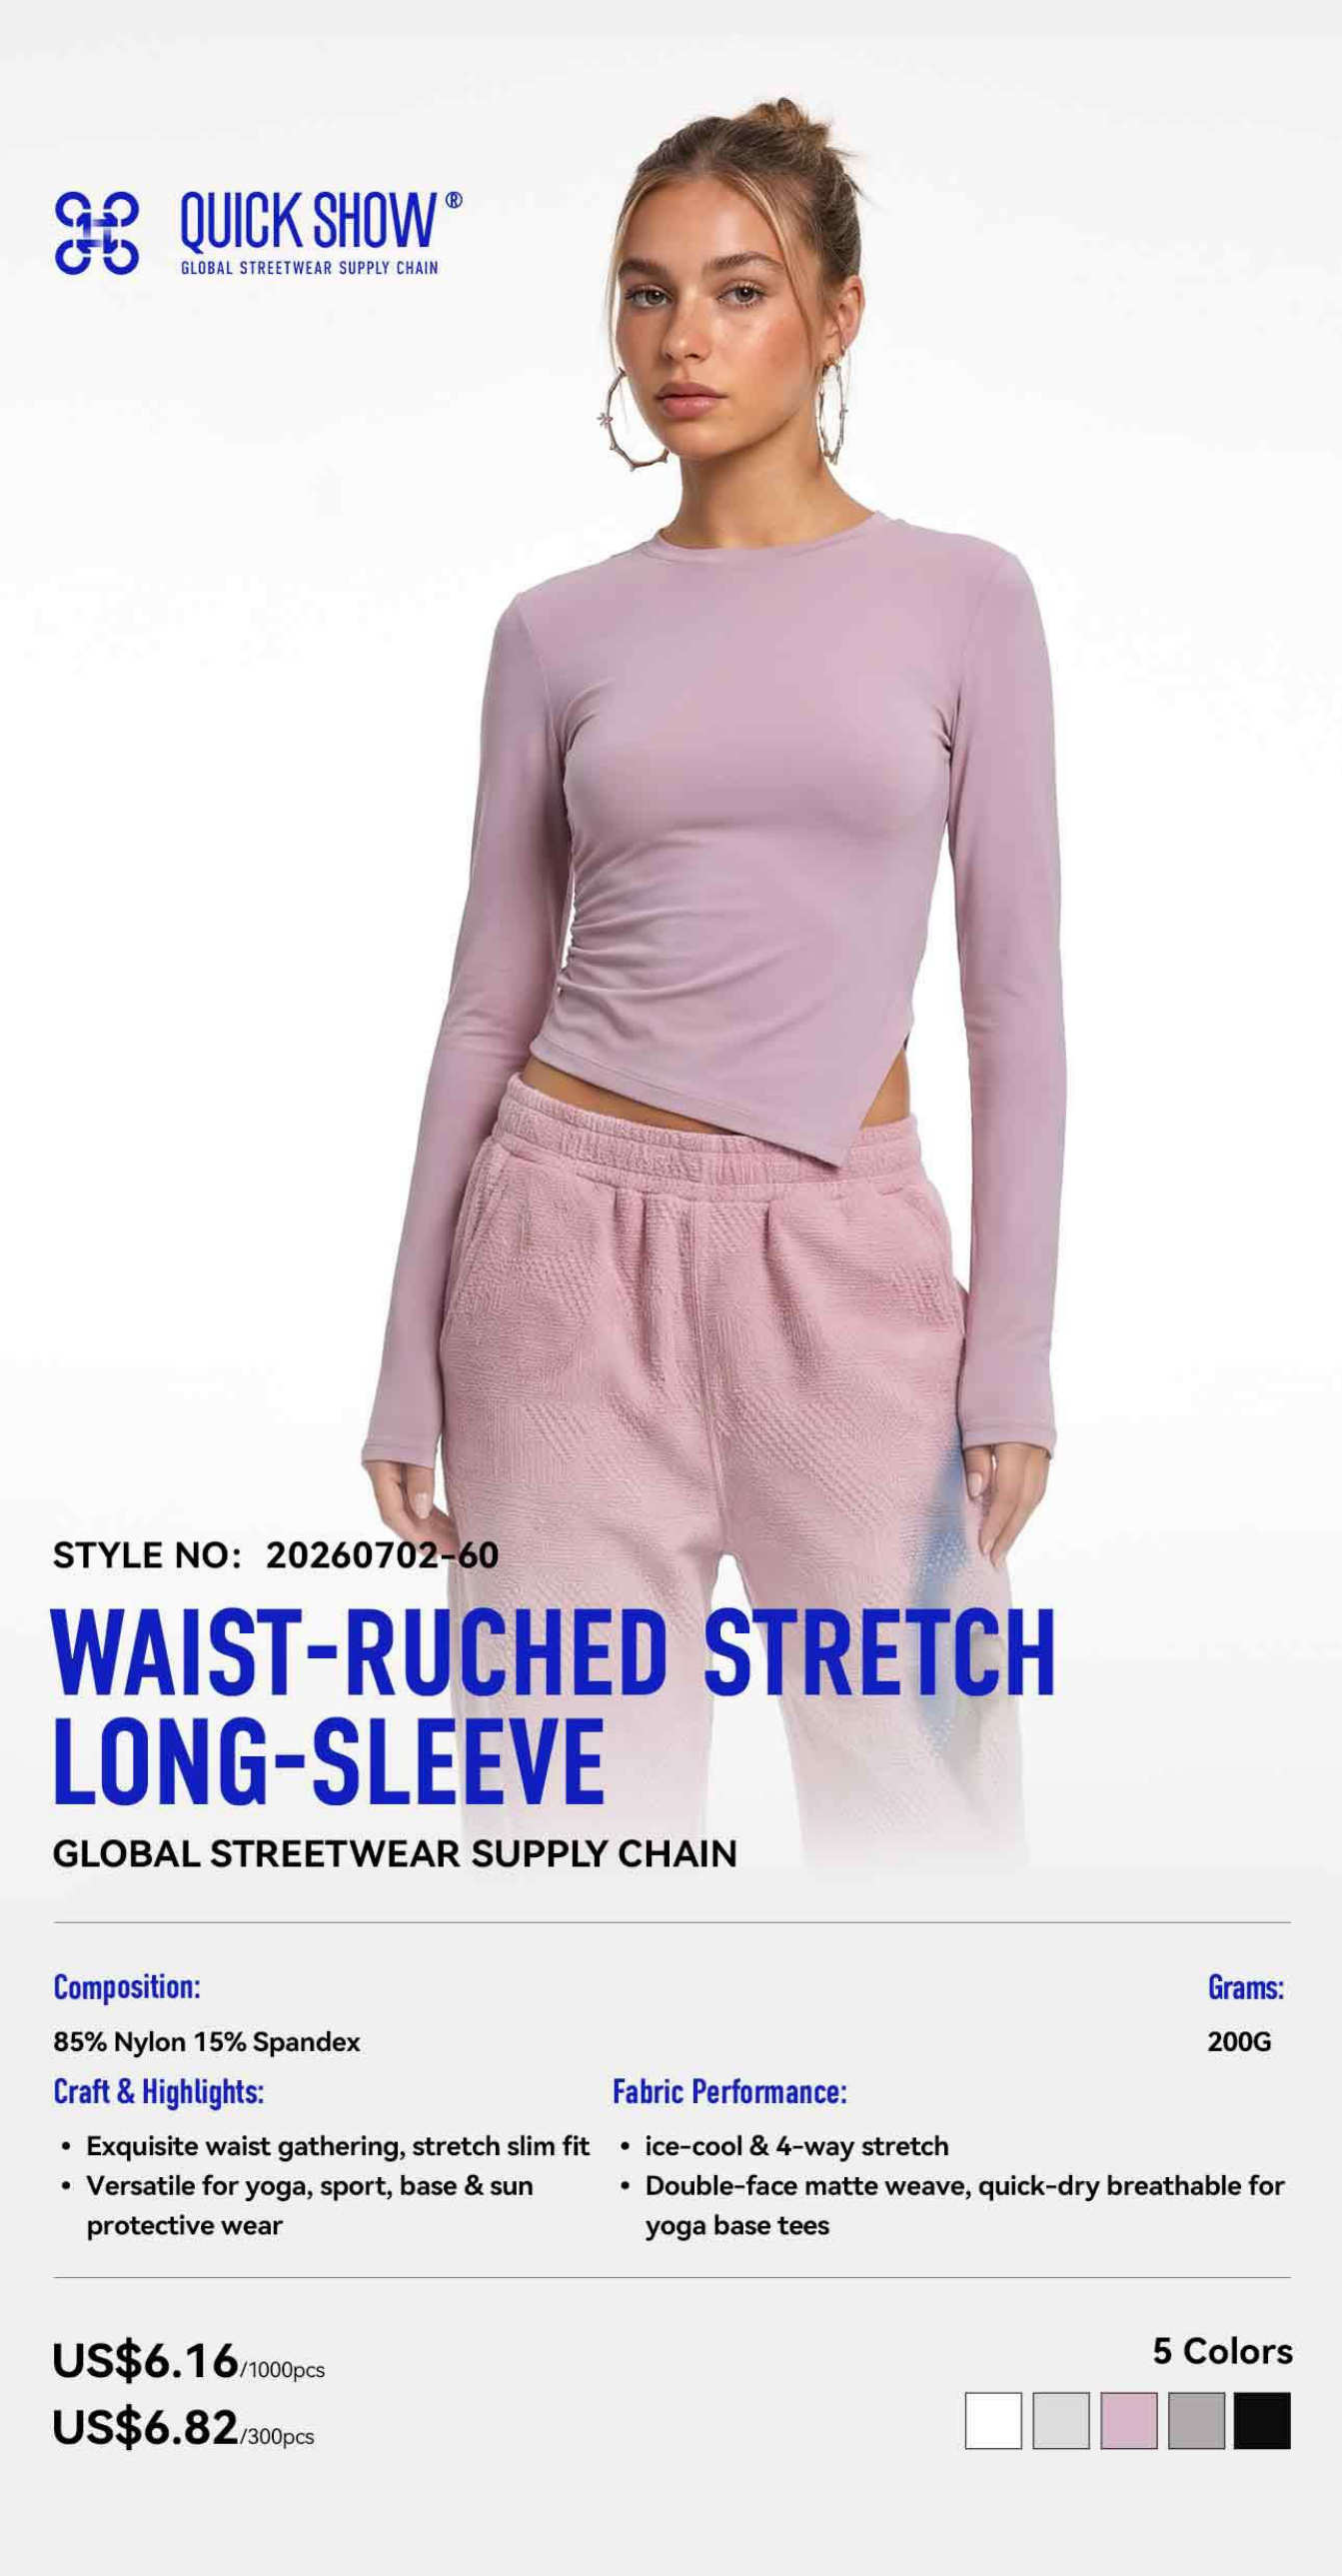 QUICK SHOW®
GLOBAL STREETWEAR SUPPLY CHAIN
STYLE NO: 20260702-60
WAIST-RUCHED STRETCH
LONG-SLEEVE
GLOBAL STREETWEAR SUPPLY CHAIN
Composition:
85% Nylon 15% Spandex
Grams:
200G
Craft & Highlights:
• Exquisite waist gathering, stretch slim fit
• Versatile for yoga, sport, base & sun
protective wear
Fabric Performance:
• ice-cool & 4-way stretch
• Double-face matte weave, quick-dry breathable for
yoga base tees
US$6.16/1000pcs
US$6.82/300pcs
5 Colors